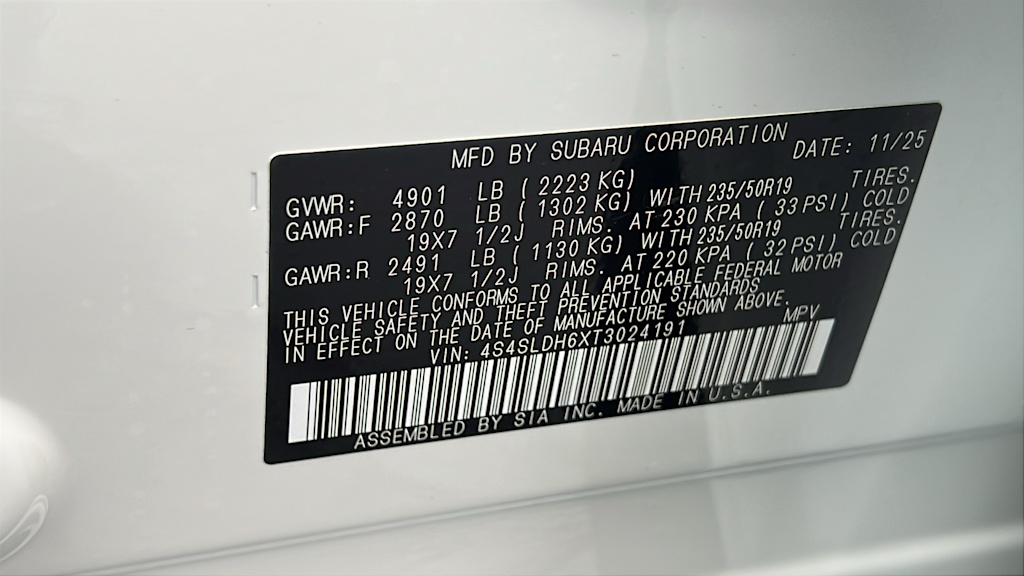 MFD BY SUBARU CORPORATION DATE: 11/25
GVWR: 4901 LB ( 2223 KG)
GAWR:F 2870 LB ( 1302 KG) WITH 235/50R19 TIRES.
19X7 1/2J RIMS. AT 230 KPA ( 33 PSI) COLD
GAWR:R 2491 LB ( 1130 KG) WITH 235/50R19 TIRES.
19X7 1/2J RIMS. AT 220 KPA ( 32 PSI) COLD
THIS VEHICLE CONFORMS TO ALL APPLICABLE FEDERAL MOTOR
VEHICLE SAFETY AND THEFT PREVENTION STANDARDS
IN EFFECT ON THE DATE OF MANUFACTURE SHOWN ABOVE.
VIN: 4S4SLDH6XT3024191 MPV
ASSEMBLED BY SIA INC. MADE IN U.S.A.